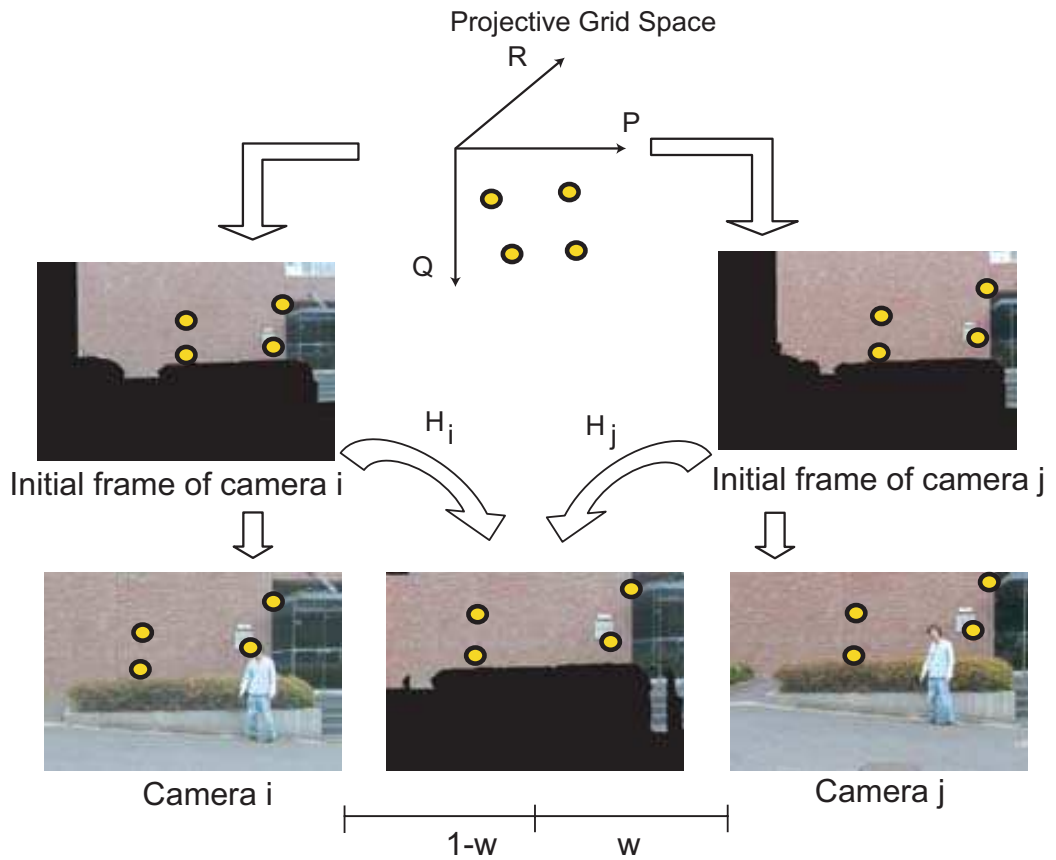 Projective Grid Space
R
P
Q
H i
H j
Initial frame of camera i
Initial frame of camera j
Camera i
Camera j
1-w
w